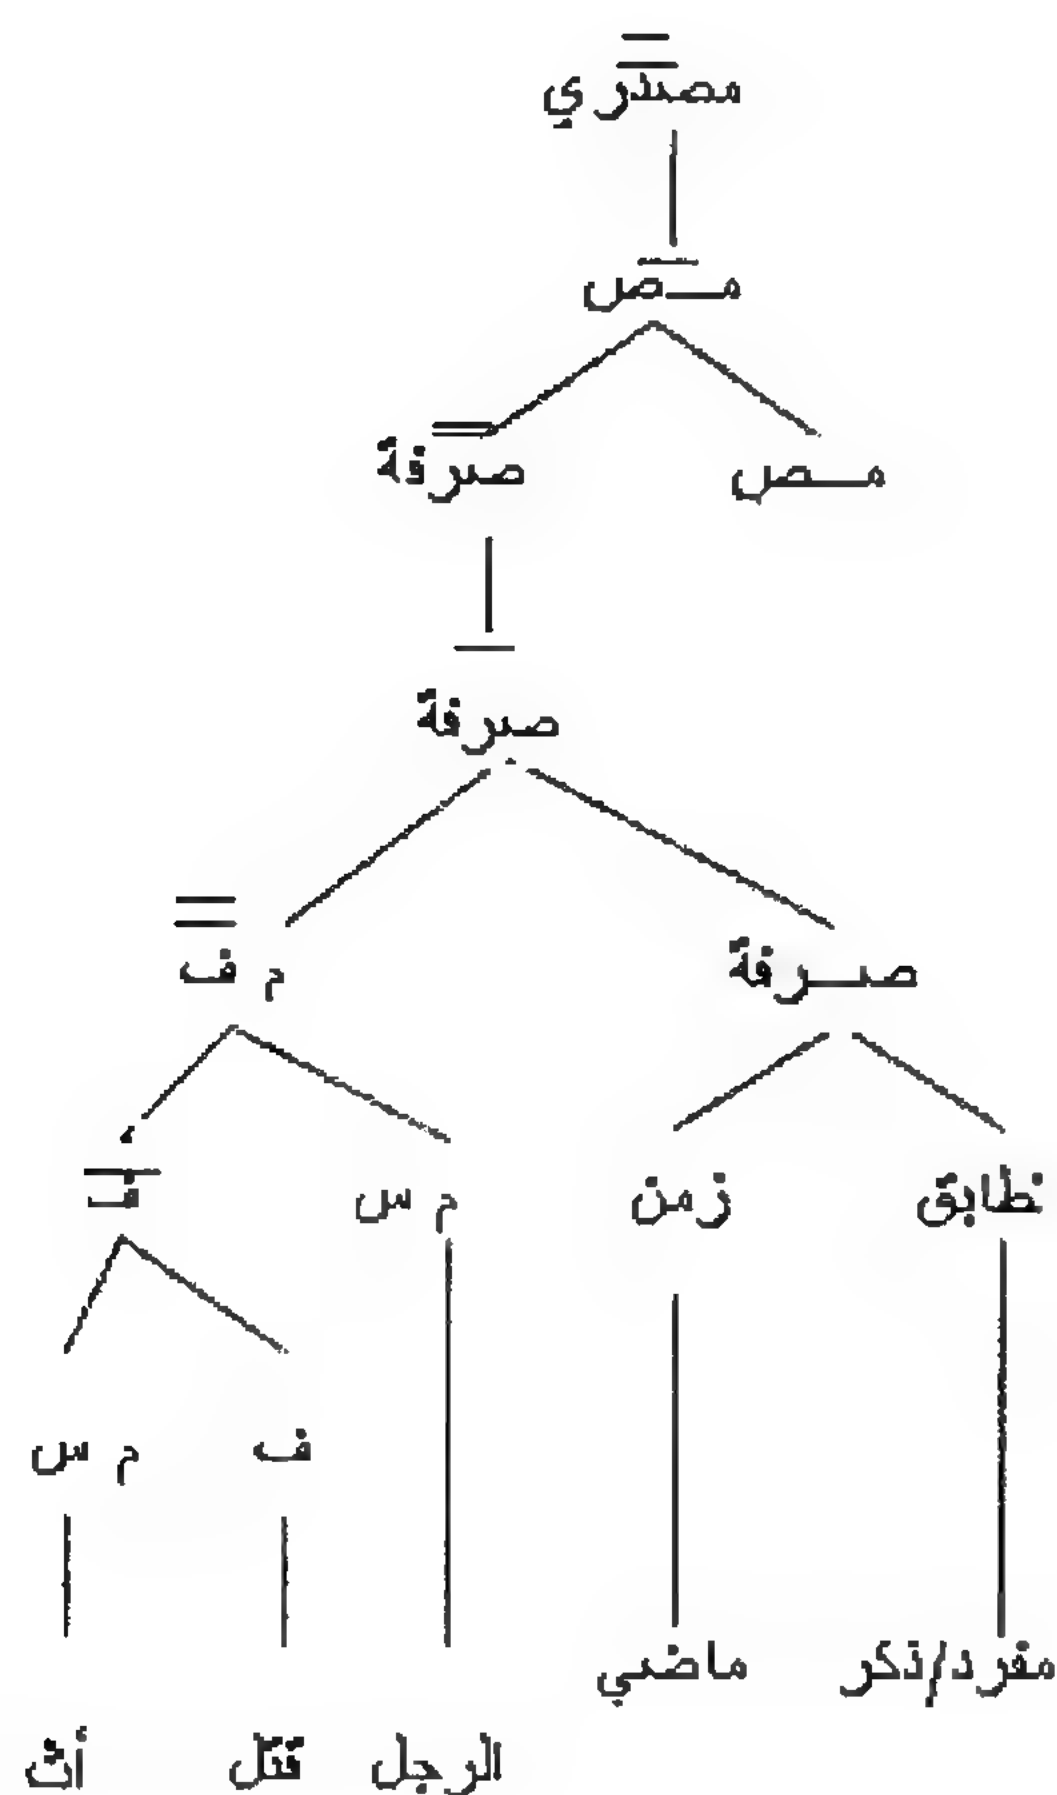 مصدري
مص
صرفة مص
صرفة
صرفة م ف
تطابق زمن م س ف
ف م س
مفرد/ذكر ماضي
الرجل قتل أث